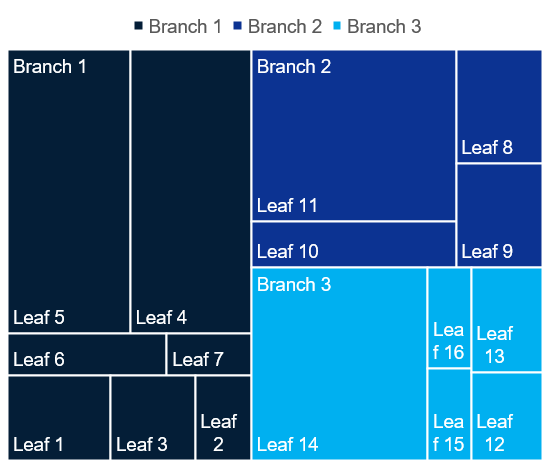 Branch 1 Branch 2 Branch 3
Branch 1
Leaf 5
Leaf 4
Leaf 6
Leaf 7
Leaf 1
Leaf 3
Leaf
2
Branch 2
Leaf 11
Leaf 8
Leaf 10
Leaf 9
Branch 3
Leaf 14
Lea
f 16
Leaf
13
Lea
f 15
Leaf
12